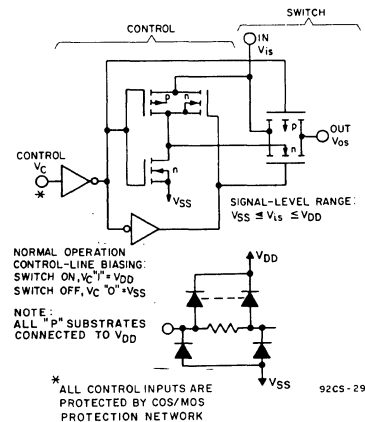 SWITCH
CONTROL
IN
Vis
p
n
p
n
OUT
Vos
CONTROL
VC
*
n
VSS
SIGNAL-LEVEL RANGE:
VSS ≤ Vis ≤ VDD
NORMAL OPERATION
CONTROL-LINE BIASING:
SWITCH ON, VC "1" = VDD
SWITCH OFF, VC "0" = VSS
NOTE:
ALL "P" SUBSTRATES
CONNECTED TO VDD
VDD
VSS
* ALL CONTROL INPUTS ARE
PROTECTED BY COS/MOS
PROTECTION NETWORK
92CS-29